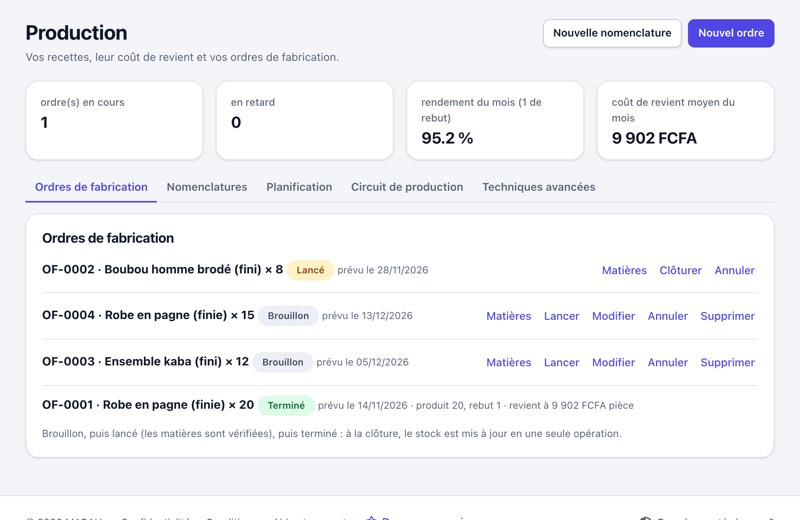 Production
Nouvelle nomenclature
Nouvel ordre
Vos recettes, leur coût de revient et vos ordres de fabrication.
ordre(s) en cours
1
en retard
0
rendement du mois (1 de
rebut)
95.2 %
coût de revient moyen du
mois
9 902 FCFA
Ordres de fabrication
Nomenclatures
Planification
Circuit de production
Techniques avancées
Ordres de fabrication
OF-0002 · Boubou homme brodé (fini) × 8 Lancé prévu le 28/11/2026 Matières Clôturer Annuler
OF-0004 · Robe en pagne (finie) × 15 Brouillon prévu le 13/12/2026 Matières Lancer Modifier Annuler Supprimer
OF-0003 · Ensemble kaba (fini) × 12 Brouillon prévu le 05/12/2026 Matières Lancer Modifier Annuler Supprimer
OF-0001 · Robe en pagne (finie) × 20 Terminé prévu le 14/11/2026 · produit 20, rebut 1 · revient à 9 902 FCFA pièce
Brouillon, puis lancé (les matières sont vérifiées), puis terminé : à la clôture, le stock est mis à jour en une seule opération.